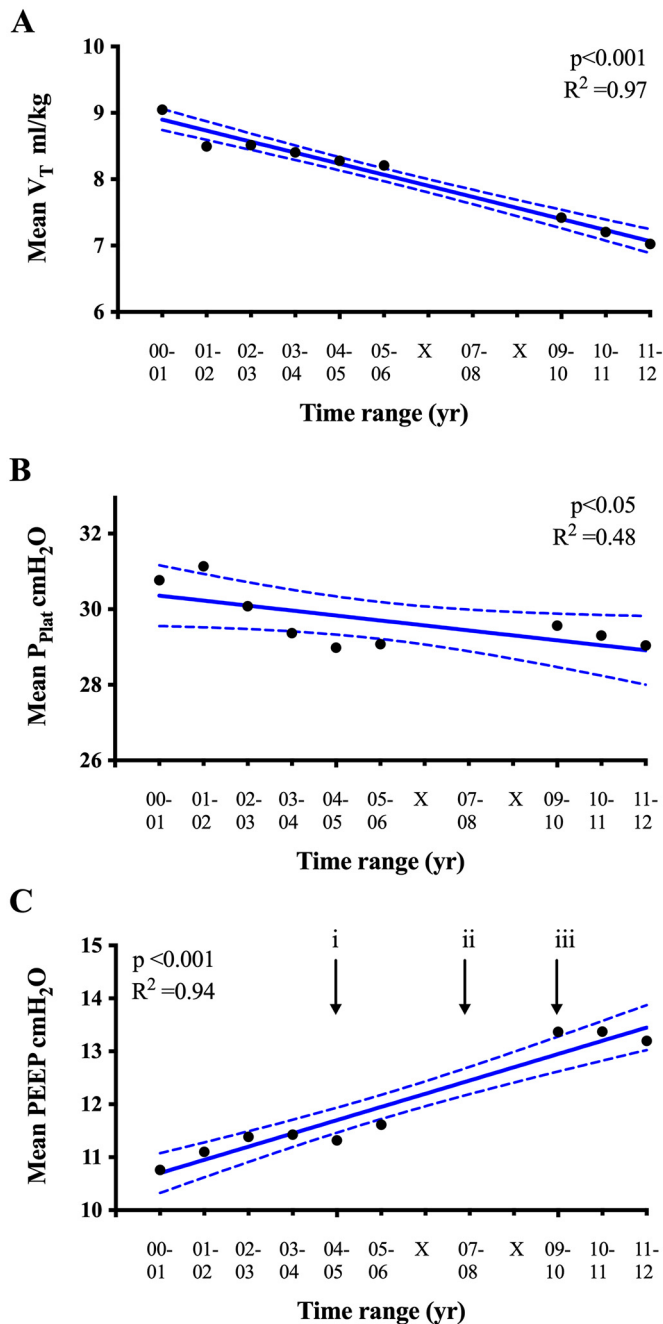 A
p<0.001
R² =0.97
Mean V_T ml/kg
10
9
8
7
6
00- 01- 02- 03- 04- 05- X 07- X 09- 10- 11-
01 02 03 04 05 06 08 10 11 12
Time range (yr)
B
p<0.05
R² =0.48
Mean P_Plat cmH₂O
32
30
28
26
00- 01- 02- 03- 04- 05- X 07- X 09- 10- 11-
01 02 03 04 05 06 08 10 11 12
Time range (yr)
C
i ii iii
p <0.001
R² =0.94
Mean PEEP cmH₂O
15
14
13
12
11
10
00- 01- 02- 03- 04- 05- X 07- X 09- 10- 11-
01 02 03 04 05 06 08 10 11 12
Time range (yr)